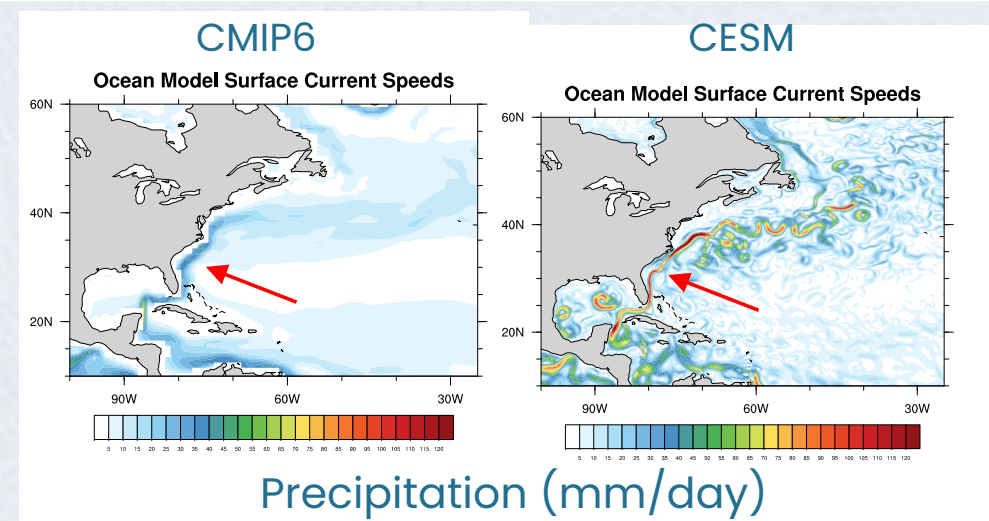 CMIP6
Ocean Model Surface Current Speeds
60N
40N
20N
90W 60W 30W
5 10 15 20 25 30 35 40 45 50 55 60 65 70 75 80 85 90 95 100 105 110 115 120
CESM
Ocean Model Surface Current Speeds
60N
40N
20N
90W 60W 30W
5 10 15 20 25 30 35 40 45 50 55 60 65 70 75 80 85 90 95 100 105 110 115 120
Precipitation (mm/day)